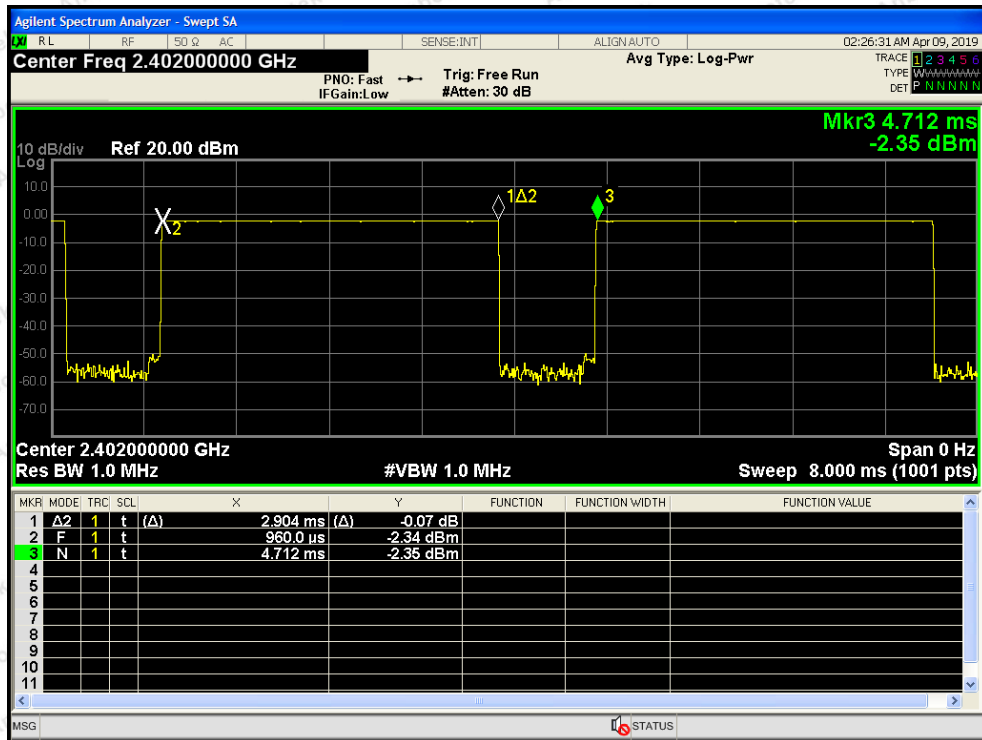 Agilent Spectrum Analyzer - Swept SA
LXI RL RF 50 Ω AC SENSE:INT ALIGNAUTO 02:26:31 AM Apr 09, 2019
Center Freq 2.402000000 GHz
PNO: Fast
IFGain:Low
Trig: Free Run
#Atten: 30 dB
Avg Type: Log-Pwr
TRACE 1 2 3 4 5 6
TYPE
DET P N N N N N
Mkr3 4.712 ms
-2.35 dBm
10 dB/div Ref 20.00 dBm
Log
10.0
0.00
-10.0
-20.0
-30.0
-40.0
-50.0
-60.0
-70.0
X2
1Δ2
3
Center 2.402000000 GHz Span 0 Hz
Res BW 1.0 MHz #VBW 1.0 MHz Sweep 8.000 ms (1001 pts)
MKR MODE TRC SCL X Y FUNCTION FUNCTION WIDTH FUNCTION VALUE
1 Δ2 1 t (Δ) 2.904 ms (Δ) -0.07 dB
2 F 1 t 960.0 µs -2.34 dBm
3 N 1 t 4.712 ms -2.35 dBm
4
5
6
7
8
9
10
11
MSG STATUS